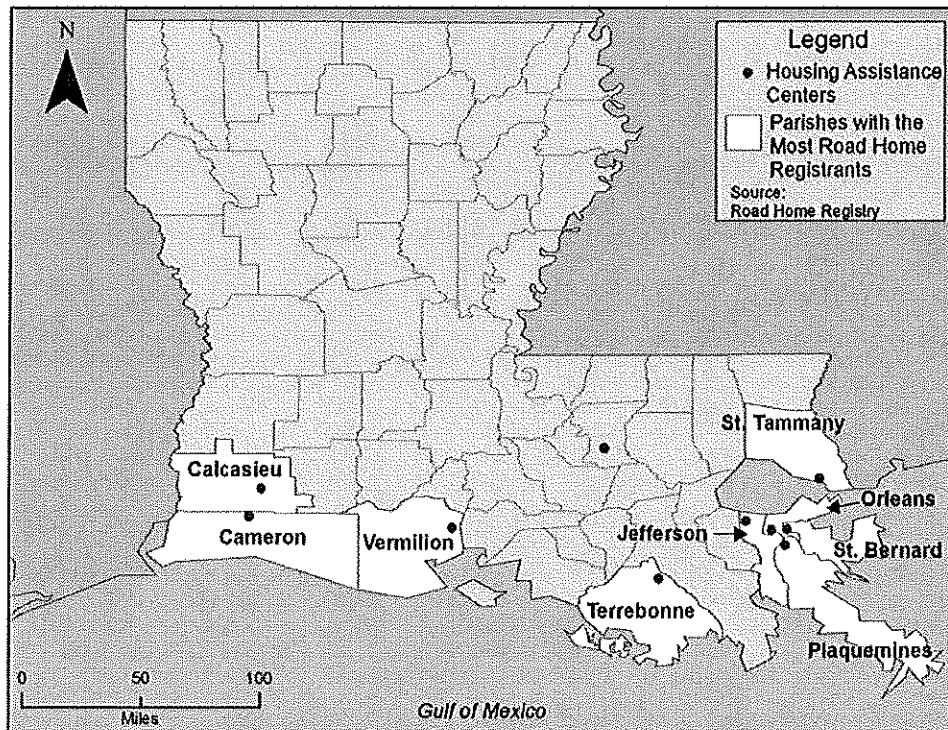 N
Legend
Housing Assistance
Centers
Parishes with the
Most Road Home
Registrants
Source:
Road Home Registry
St. Tammany
Calcasieu
Orleans
Cameron
Vermilion
Jefferson
St. Bernard
Terrebonne
Plaquemines
0 50 100
Miles
Gulf of Mexico